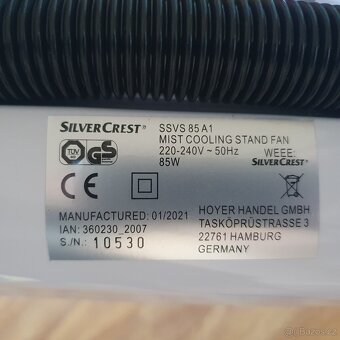 SILVERCREST®
SSVS 85 A1
MIST COOLING STAND FAN
220-240V ~ 50Hz
85W
WEEE:
SILVERCREST®
TÜV
GS
CE
MANUFACTURED: 01/2021
IAN: 360230_2007
S./N.: 10530
HOYER HANDEL GMBH
TASKÖPRÜSTRASSE 3
22761 HAMBURG
GERMANY